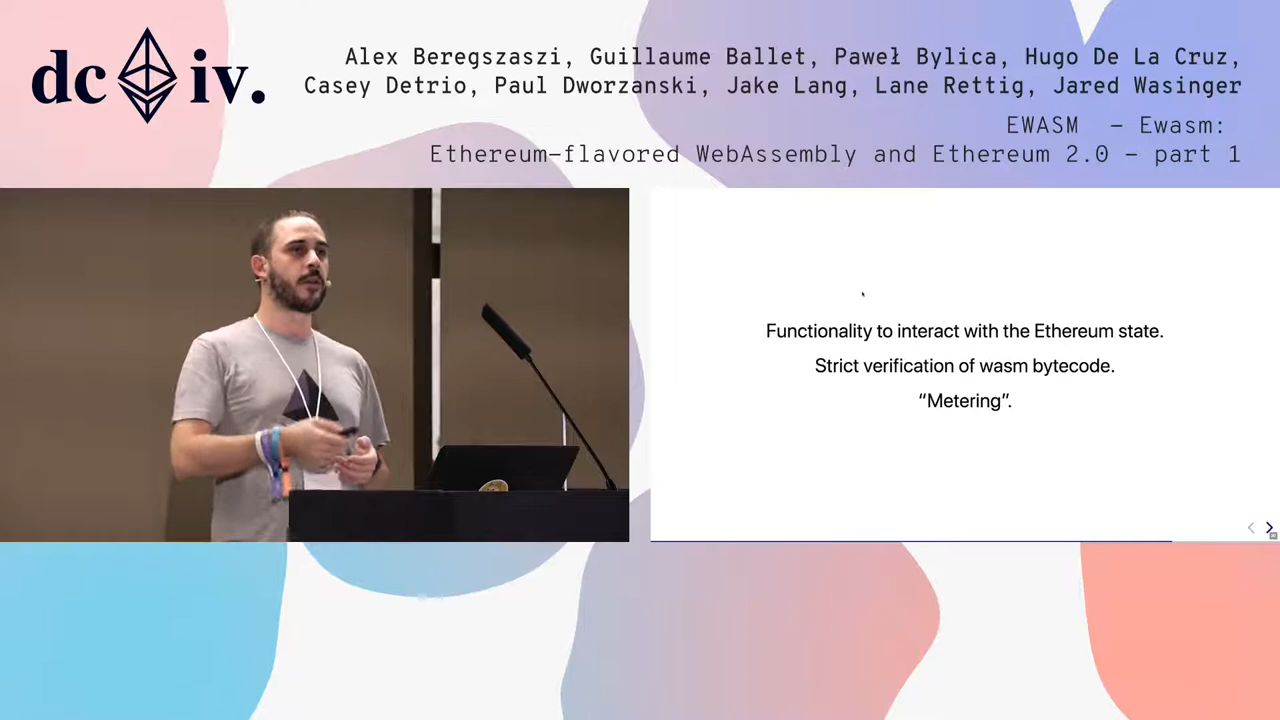 dc iv.
Alex Beregszaszi, Guillaume Ballet, Paweł Bylica, Hugo De La Cruz,
Casey Detrio, Paul Dworzanski, Jake Lang, Lane Rettig, Jared Wasinger
EWASM - Ewasm:
Ethereum-flavored WebAssembly and Ethereum 2.0 - part 1
Functionality to interact with the Ethereum state.
Strict verification of wasm bytecode.
“Metering”.